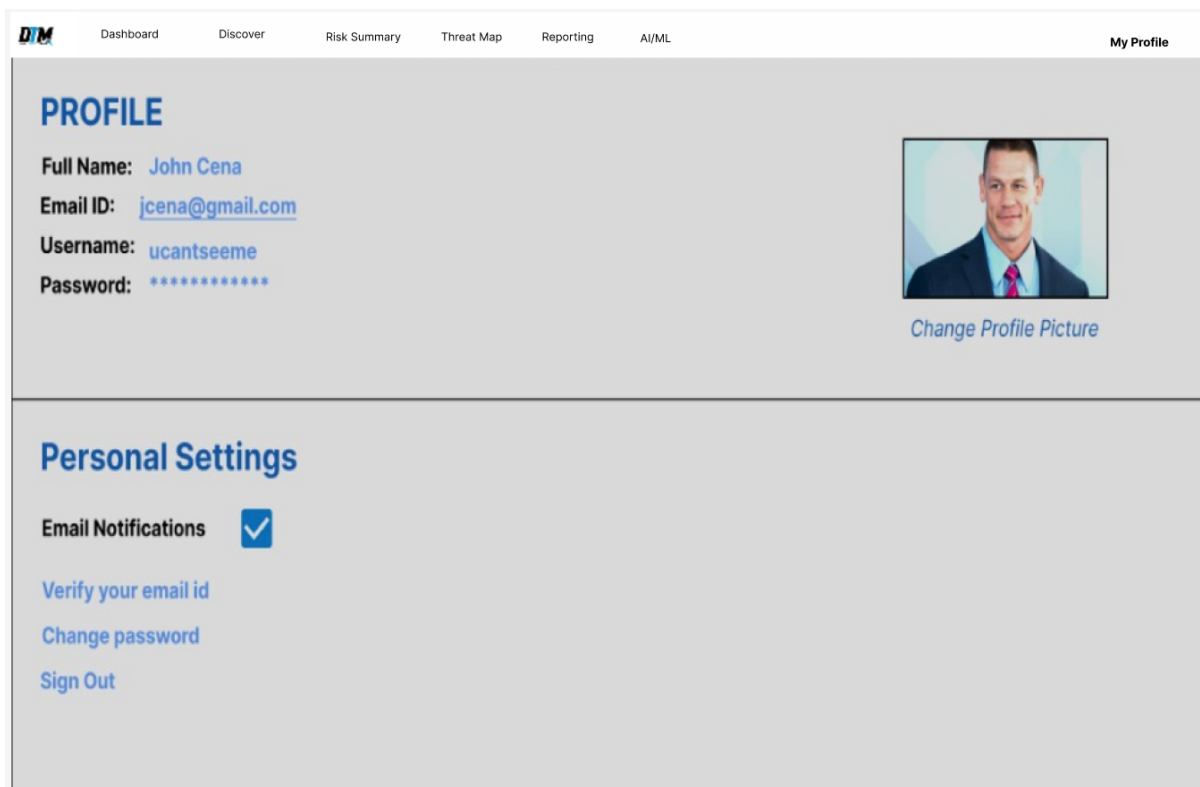 DTM
Dashboard Discover Risk Summary Threat Map Reporting AI/ML My Profile
PROFILE
Full Name: John Cena
Email ID: jcena@gmail.com
Username: ucantseeme
Password: ************
Change Profile Picture
Personal Settings
Email Notifications
Verify your email id
Change password
Sign Out